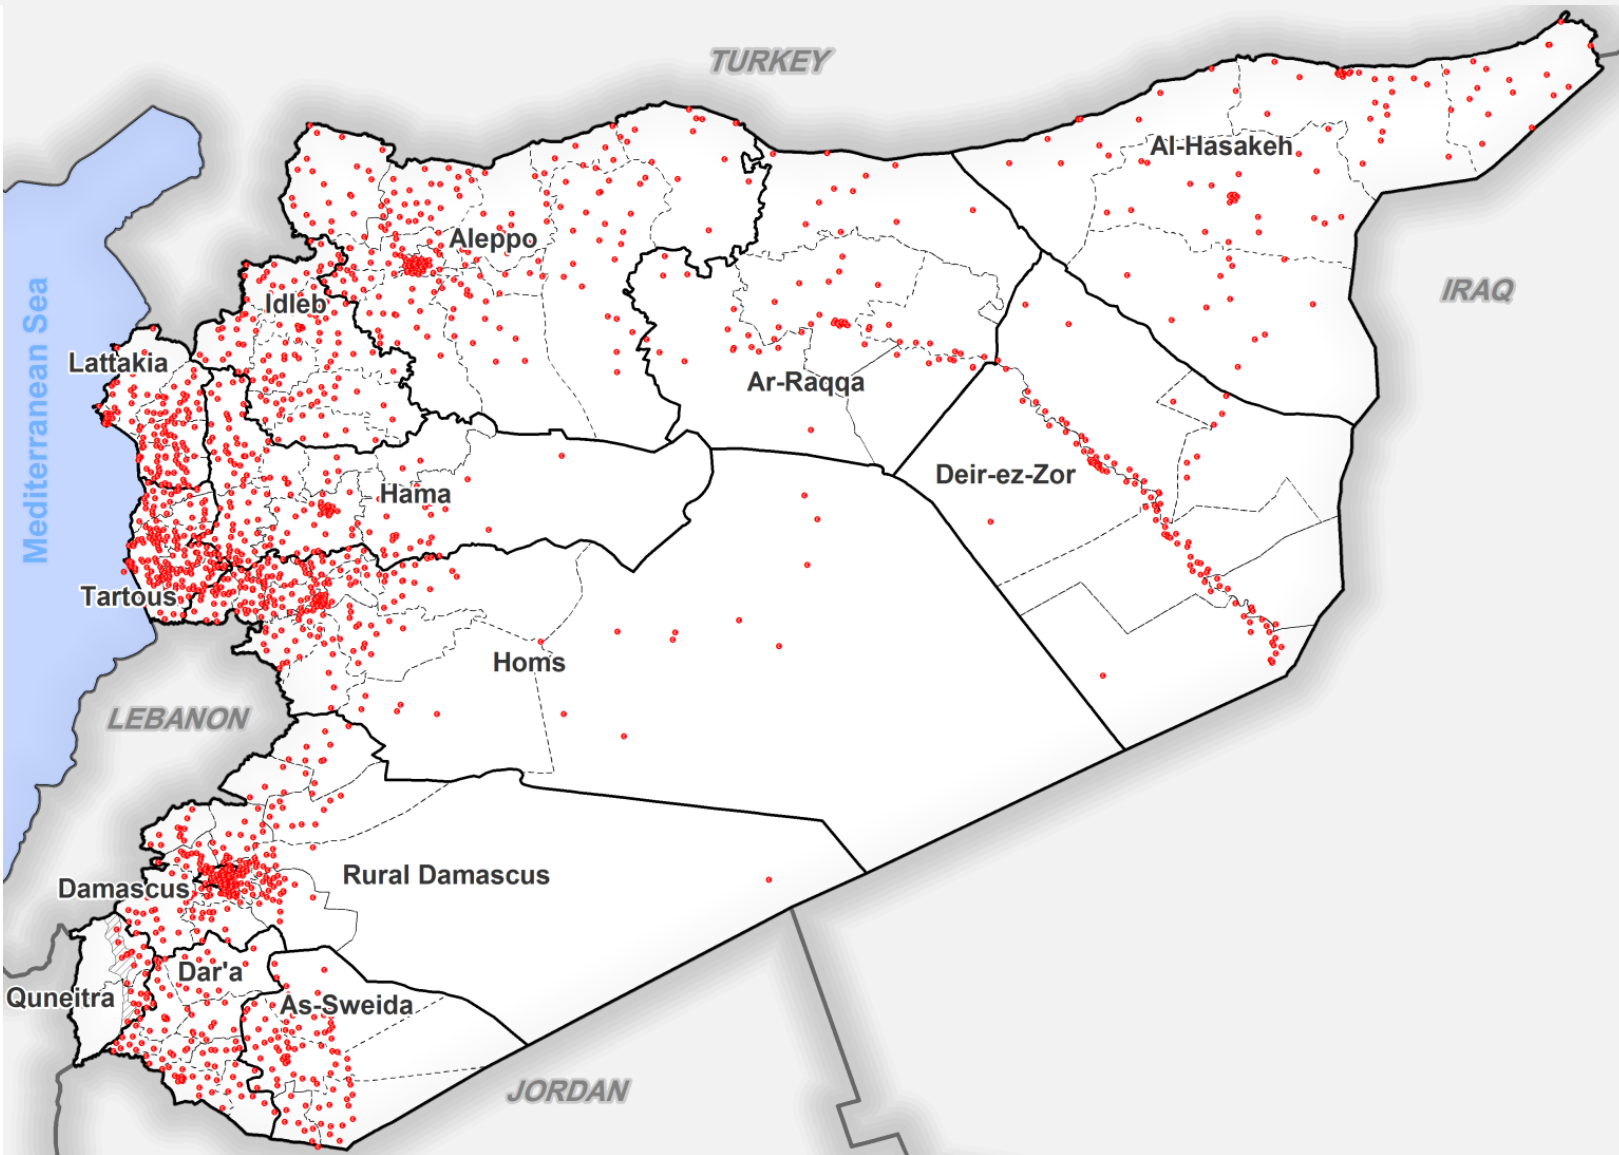 TURKEY
Al-Hasakeh
Aleppo
IRAQ
Idleb
Mediterranean Sea
Lattakia
Ar-Raqqa
Deir-ez-Zor
Hama
Tartous
Homs
LEBANON
Rural Damascus
Damascus
Dar'a
Quneitra
As-Sweida
JORDAN